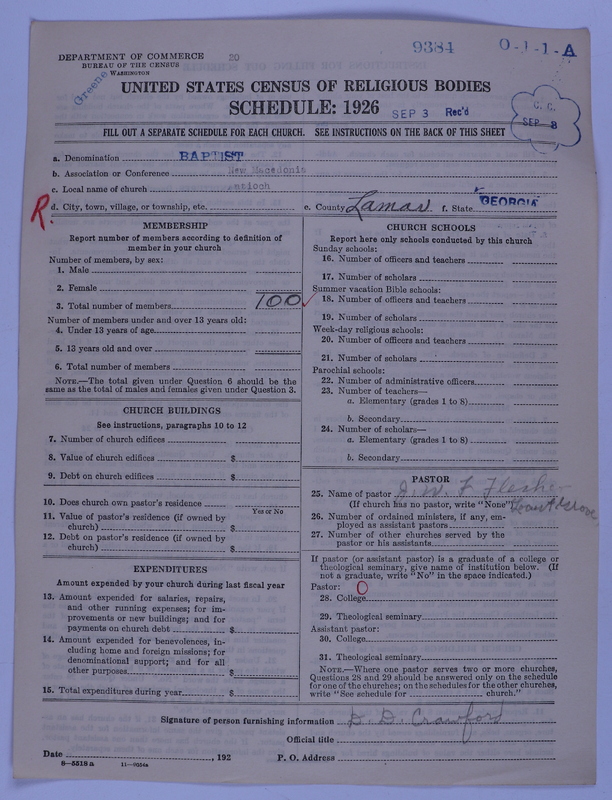 9384 O-1-1-A
DEPARTMENT OF COMMERCE 20
BUREAU OF THE CENSUS
WASHINGTON
Greene
UNITED STATES CENSUS OF RELIGIOUS BODIES
SCHEDULE: 1926 SEP 3 Rec'd
C. C.
SEP 8
FILL OUT A SEPARATE SCHEDULE FOR EACH CHURCH. SEE INSTRUCTIONS ON THE BACK OF THIS SHEET
a. Denomination BAPTIST
b. Association or Conference New Macedonia
c. Local name of church Antioch
R. d. City, town, village, or township, etc. e. County Lamar f. State GEORGIA
MEMBERSHIP
Report number of members according to definition of
member in your church
Number of members, by sex:
1. Male
2. Female
3. Total number of members 100
Number of members under and over 13 years old:
4. Under 13 years of age
5. 13 years old and over
6. Total number of members
NOTE.—The total given under Question 6 should be the
same as the total of males and females given under Question 3.
CHURCH BUILDINGS
See instructions, paragraphs 10 to 12
7. Number of church edifices
8. Value of church edifices $
9. Debt on church edifices $
10. Does church own pastor's residence
Yes or No
11. Value of pastor's residence (if owned by
church) $
12. Debt on pastor's residence (if owned by
church) $
EXPENDITURES
Amount expended by your church during last fiscal year
13. Amount expended for salaries, repairs,
and other running expenses; for im-
provements or new buildings; and for
payments on church debt $
14. Amount expended for benevolences, in-
cluding home and foreign missions; for
denominational support; and for all
other purposes $
15. Total expenditures during year $
CHURCH SCHOOLS
Report here only schools conducted by this church
Sunday schools:
16. Number of officers and teachers
17. Number of scholars
Summer vacation Bible schools:
18. Number of officers and teachers
19. Number of scholars
Week-day religious schools:
20. Number of officers and teachers
21. Number of scholars
Parochial schools:
22. Number of administrative officers
23. Number of teachers—
a. Elementary (grades 1 to 8)
b. Secondary
24. Number of scholars—
a. Elementary (grades 1 to 8)
b. Secondary
PASTOR
25. Name of pastor
(If church has no pastor, write "None")
26. Number of ordained ministers, if any, em-
ployed as assistant pastors
27. Number of other churches served by the
pastor or his assistants
If pastor (or assistant pastor) is a graduate of a college or
theological seminary, give name of institution below. (If
not a graduate, write "No" in the space indicated.)
Pastor: O
28. College
29. Theological seminary
Assistant pastor:
30. College
31. Theological seminary
NOTE.—Where one pastor serves two or more churches,
Questions 28 and 29 should be answered only on the schedule
for one of the churches; on the schedules for the other churches,
write "See schedule for church."
Signature of person furnishing information D. D. Crawford
Official title
Date , 192 P. O. Address
8-5518 a